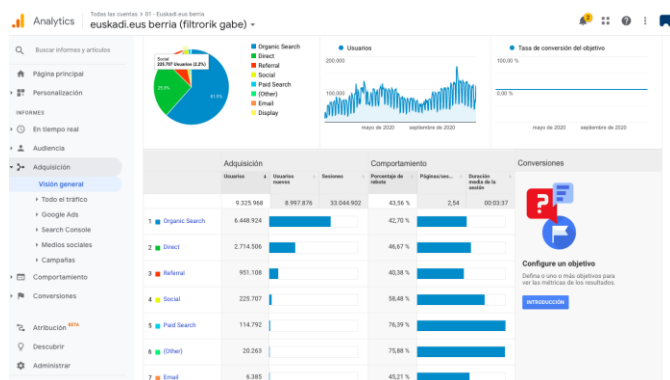 Analytics
Todas las cuentas > 01 - Euskadi.eus berria
euskadi.eus berria (filtrorik gabe)
Buscar informes y artículos
Página principal
Personalización
INFORMES
En tiempo real
Audiencia
Adquisición
Visión general
Todo el tráfico
Google Ads
Search Console
Medios sociales
Campañas
Comportamiento
Conversiones
Atribución BETA
Descubrir
Administrar
Social
225.707 Usuarios (2,2%)
25,9%
61,5%
Organic Search
Direct
Referral
Social
Paid Search
(Other)
Email
Display
Usuarios
200.000
100.000
mayo de 2020 septiembre de 2020
Tasa de conversión del objetivo
100,00 %
0,00 %
mayo de 2020 septiembre de 2020
Adquisición Comportamiento Conversiones
Usuarios Usuarios nuevos Sesiones Porcentaje de rebote Páginas/ses... Duración media de la sesión
9.325.968 8.997.876 33.044.902 43,56 % 2,54 00:03:37
1 Organic Search 6.448.924 42,70 %
2 Direct 2.714.506 46,67 %
3 Referral 951.108 40,38 %
4 Social 225.707 58,48 %
5 Paid Search 114.792 76,39 %
6 (Other) 20.263 75,88 %
7 Email 6.385 45,21 %
Configure un objetivo
Defina uno o más objetivos para
ver las métricas de los resultados.
INTRODUCCIÓN